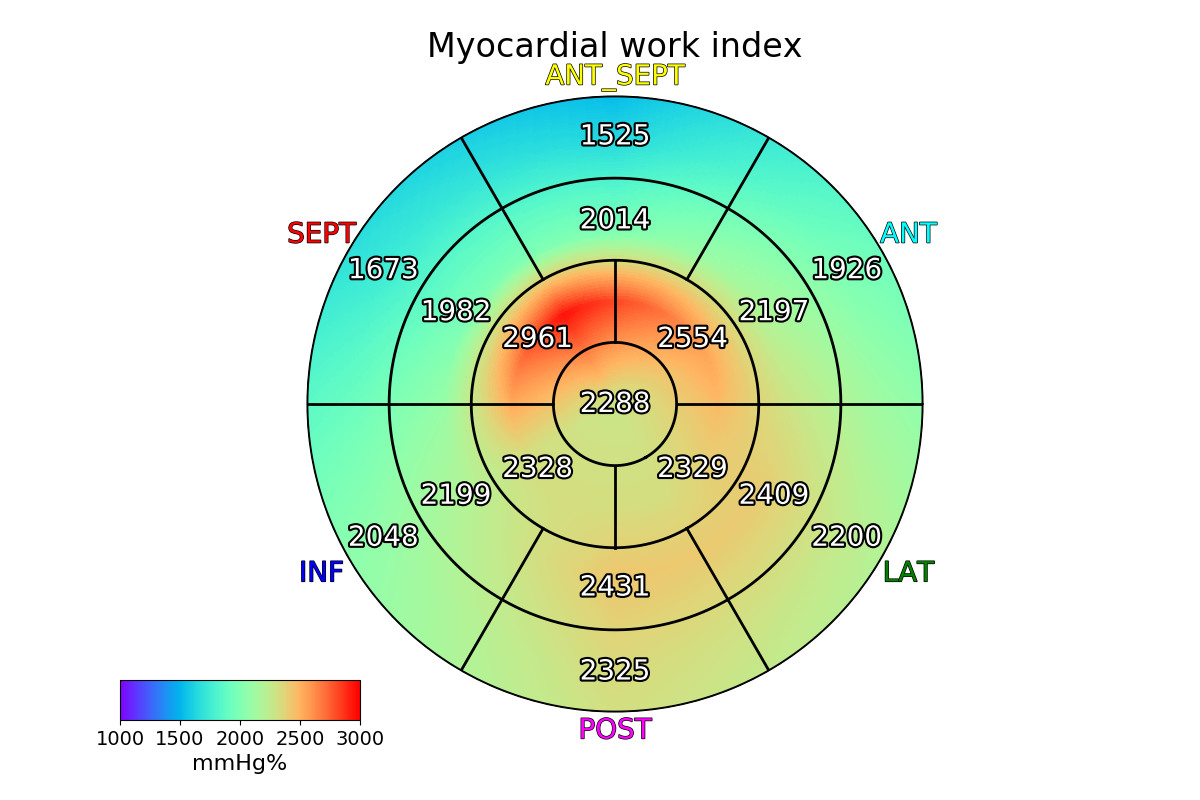 Myocardial work index
ANT_SEPT
1525
2014
SEPT
ANT
1673
1926
1982
2197
2961
2554
2288
2328
2329
2199
2409
2048
2200
INF
LAT
2431
2325
POST
1000 1500 2000 2500 3000
mmHg%